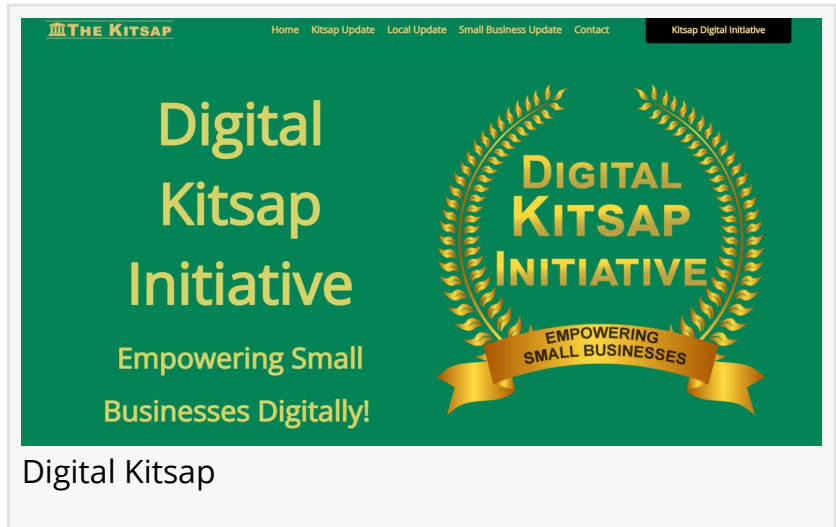 THE KITSAP
Home Kitsap Update Local Update Small Business Update Contact Kitsap Digital Initiative
Digital
Kitsap
Initiative
Empowering Small
Businesses Digitally!
DIGITAL
KITSAP
INITIATIVE
EMPOWERING
SMALL BUSINESSES
Digital Kitsap